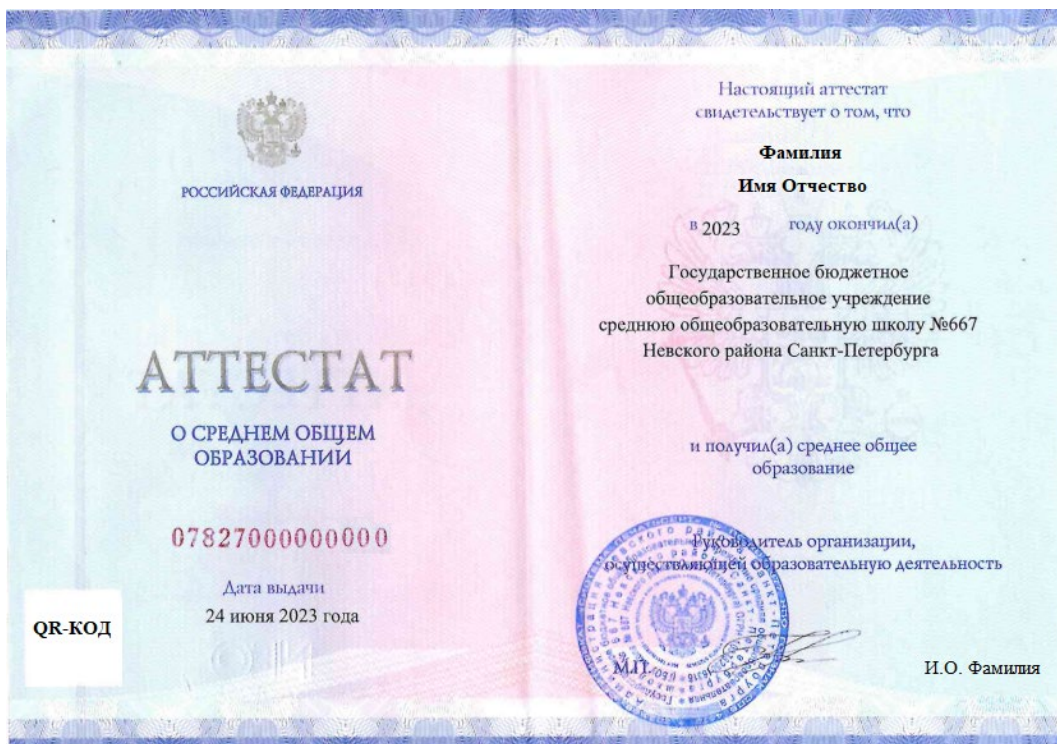 РОССИЙСКАЯ ФЕДЕРАЦИЯ
АТТЕСТАТ
О СРЕДНЕМ ОБЩЕМ
ОБРАЗОВАНИИ
07827000000000
Дата выдачи
24 июня 2023 года
QR-КОД
Настоящий аттестат
свидетельствует о том, что
Фамилия
Имя Отчество
в 2023 году окончил(а)
Государственное бюджетное
общеобразовательное учреждение
среднюю общеобразовательную школу №667
Невского района Санкт-Петербурга
и получил(а) среднее общее
образование
Руководитель организации,
осуществляющей образовательную деятельность
М.П.
И.О. Фамилия